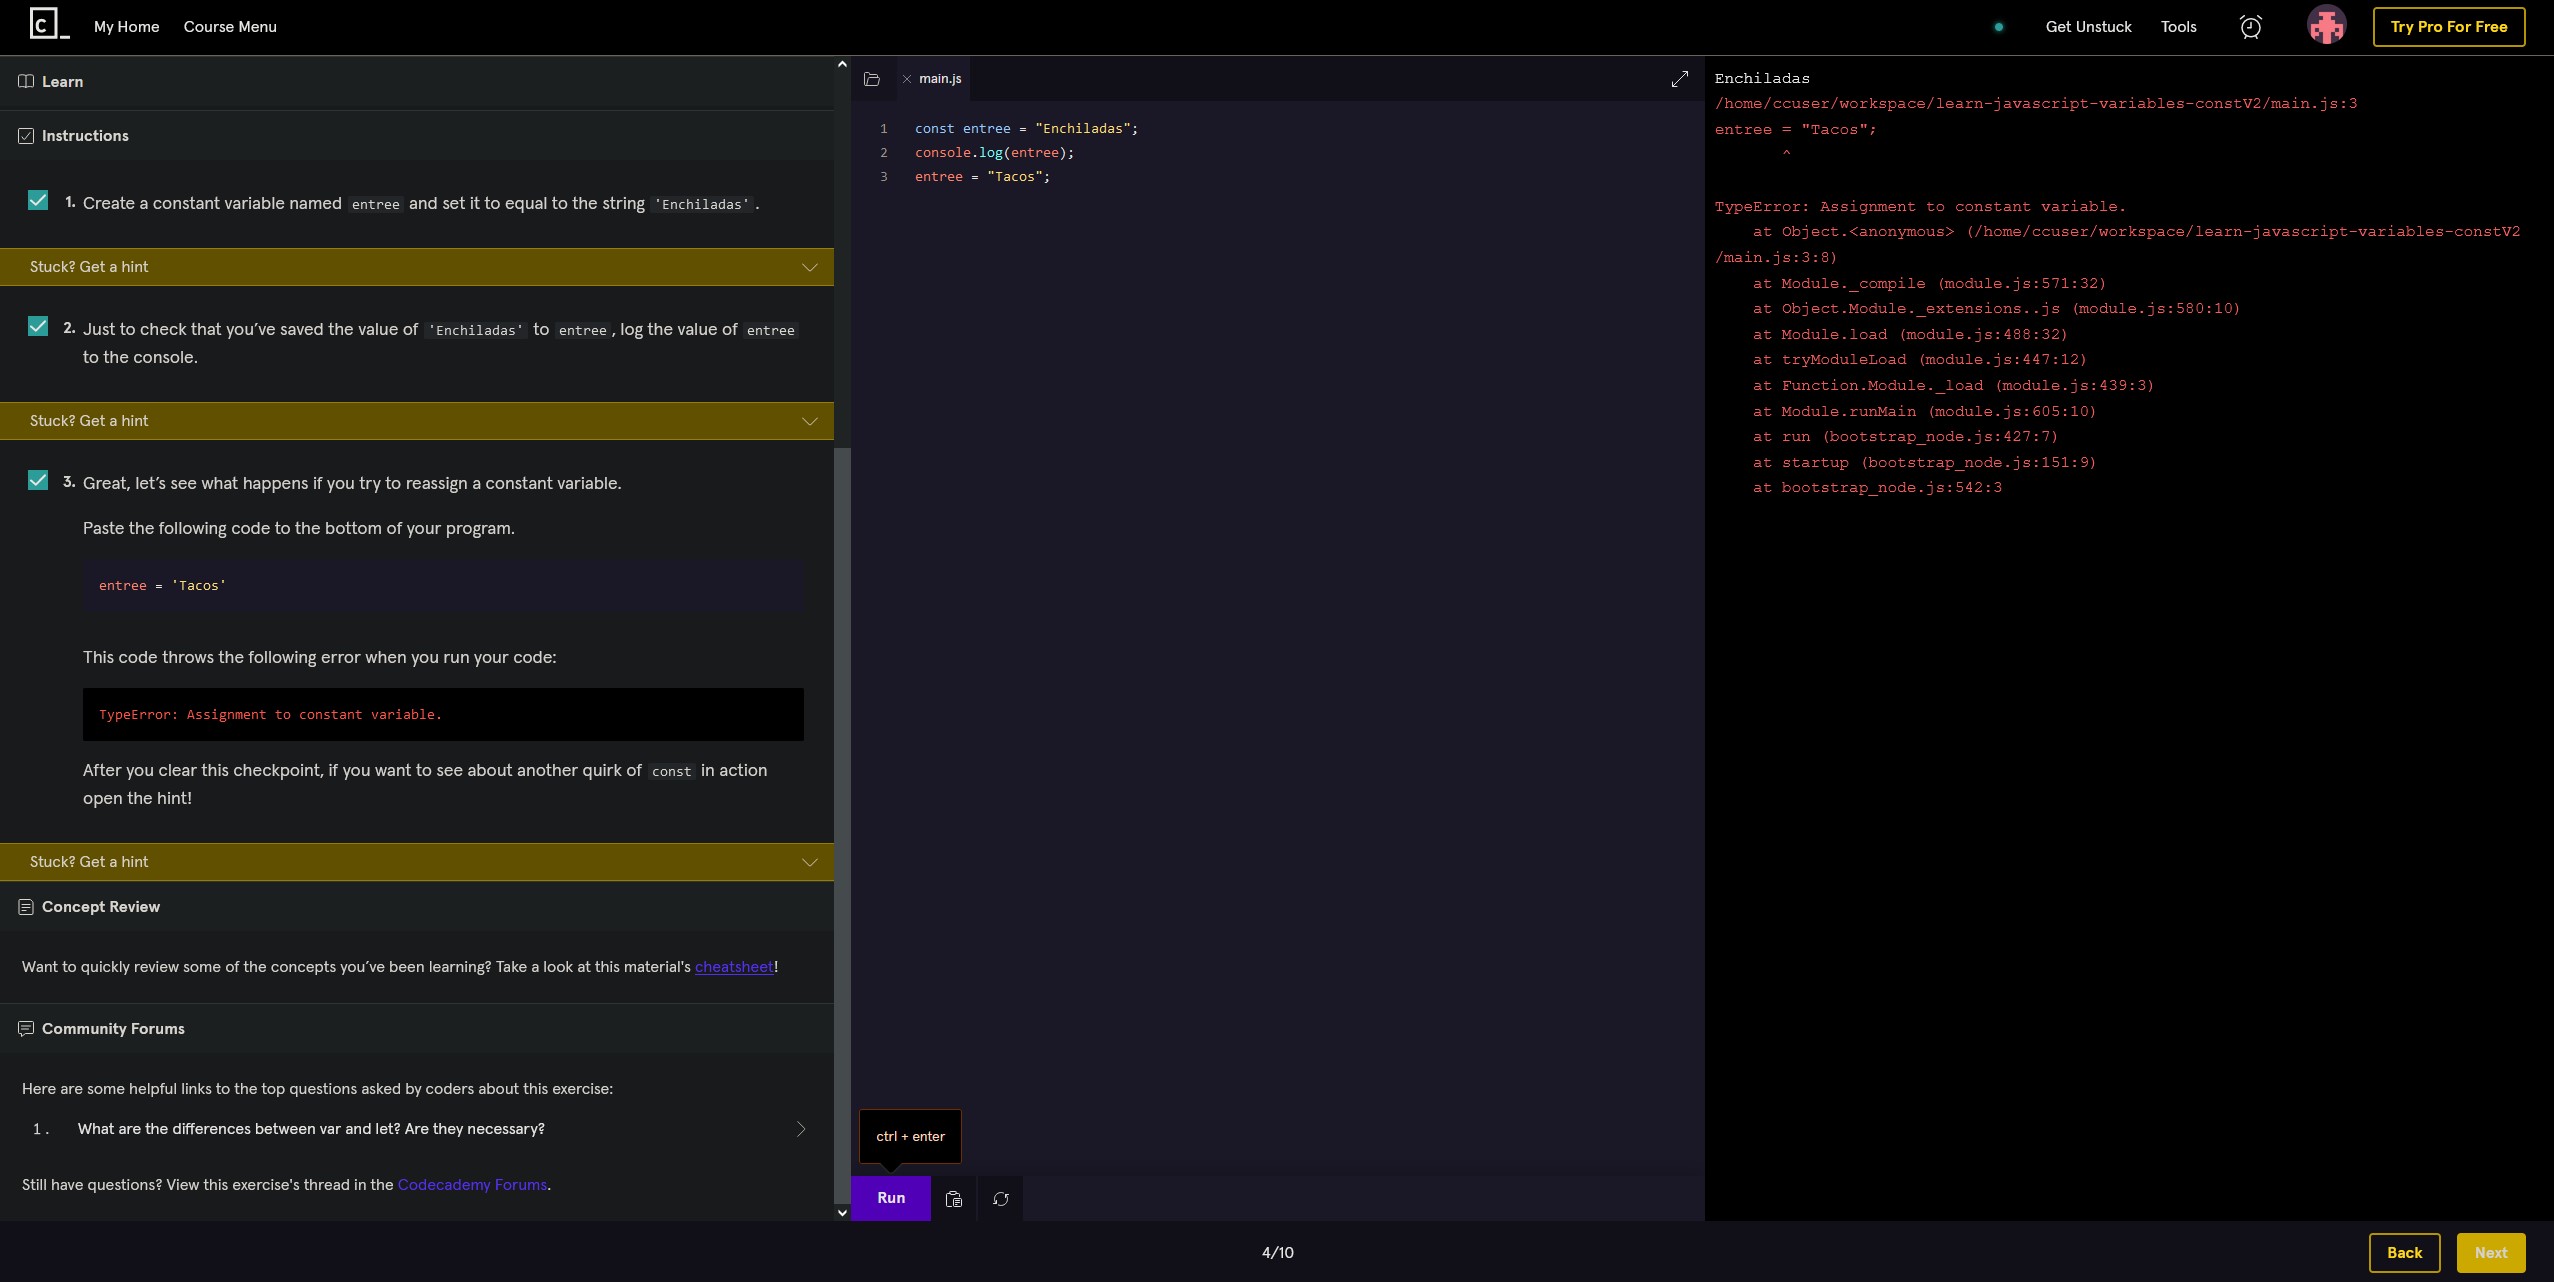 C_ My Home Course Menu Get Unstuck Tools Try Pro For Free
Learn
Instructions
1. Create a constant variable named entree and set it to equal to the string 'Enchiladas'.
Stuck? Get a hint
2. Just to check that you’ve saved the value of 'Enchiladas' to entree, log the value of entree
to the console.
Stuck? Get a hint
3. Great, let’s see what happens if you try to reassign a constant variable.
Paste the following code to the bottom of your program.
entree = 'Tacos'
This code throws the following error when you run your code:
TypeError: Assignment to constant variable.
After you clear this checkpoint, if you want to see about another quirk of const in action
open the hint!
Stuck? Get a hint
Concept Review
Want to quickly review some of the concepts you’ve been learning? Take a look at this material's cheatsheet!
Community Forums
Here are some helpful links to the top questions asked by coders about this exercise:
1. What are the differences between var and let? Are they necessary?
Still have questions? View this exercise's thread in the Codecademy Forums.
main.js
1 const entree = "Enchiladas";
2 console.log(entree);
3 entree = "Tacos";
ctrl + enter
Run
Enchiladas
/home/ccuser/workspace/learn-javascript-variables-constV2/main.js:3
entree = "Tacos";
^
TypeError: Assignment to constant variable.
at Object.<anonymous> (/home/ccuser/workspace/learn-javascript-variables-constV2
/main.js:3:8)
at Module._compile (module.js:571:32)
at Object.Module._extensions..js (module.js:580:10)
at Module.load (module.js:488:32)
at tryModuleLoad (module.js:447:12)
at Function.Module._load (module.js:439:3)
at Module.runMain (module.js:605:10)
at run (bootstrap_node.js:427:7)
at startup (bootstrap_node.js:151:9)
at bootstrap_node.js:542:3
4/10
Back Next